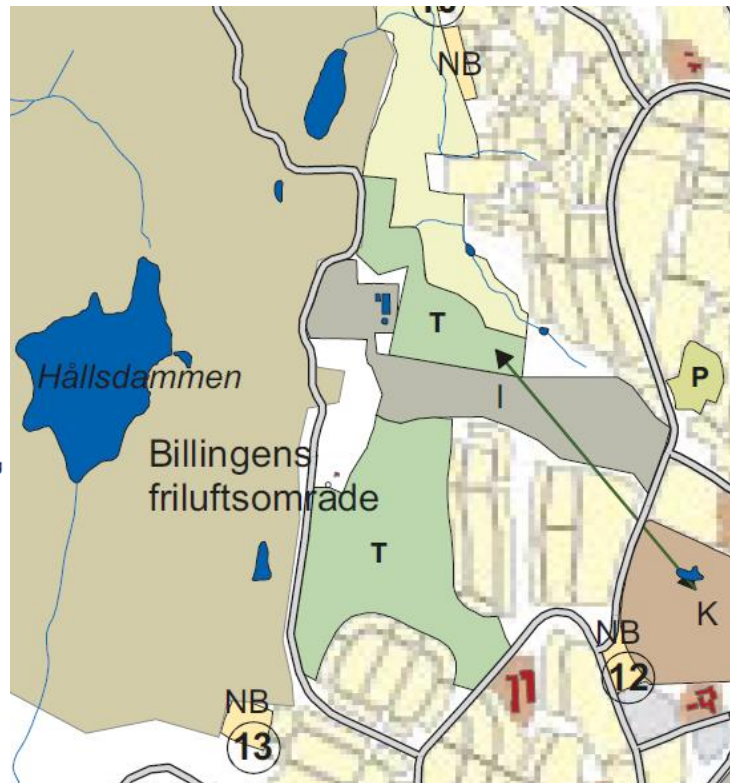 NB
T
P
Hållsdammen
I
Billingens
friluftsområde
T
K
NB
12
NB
13